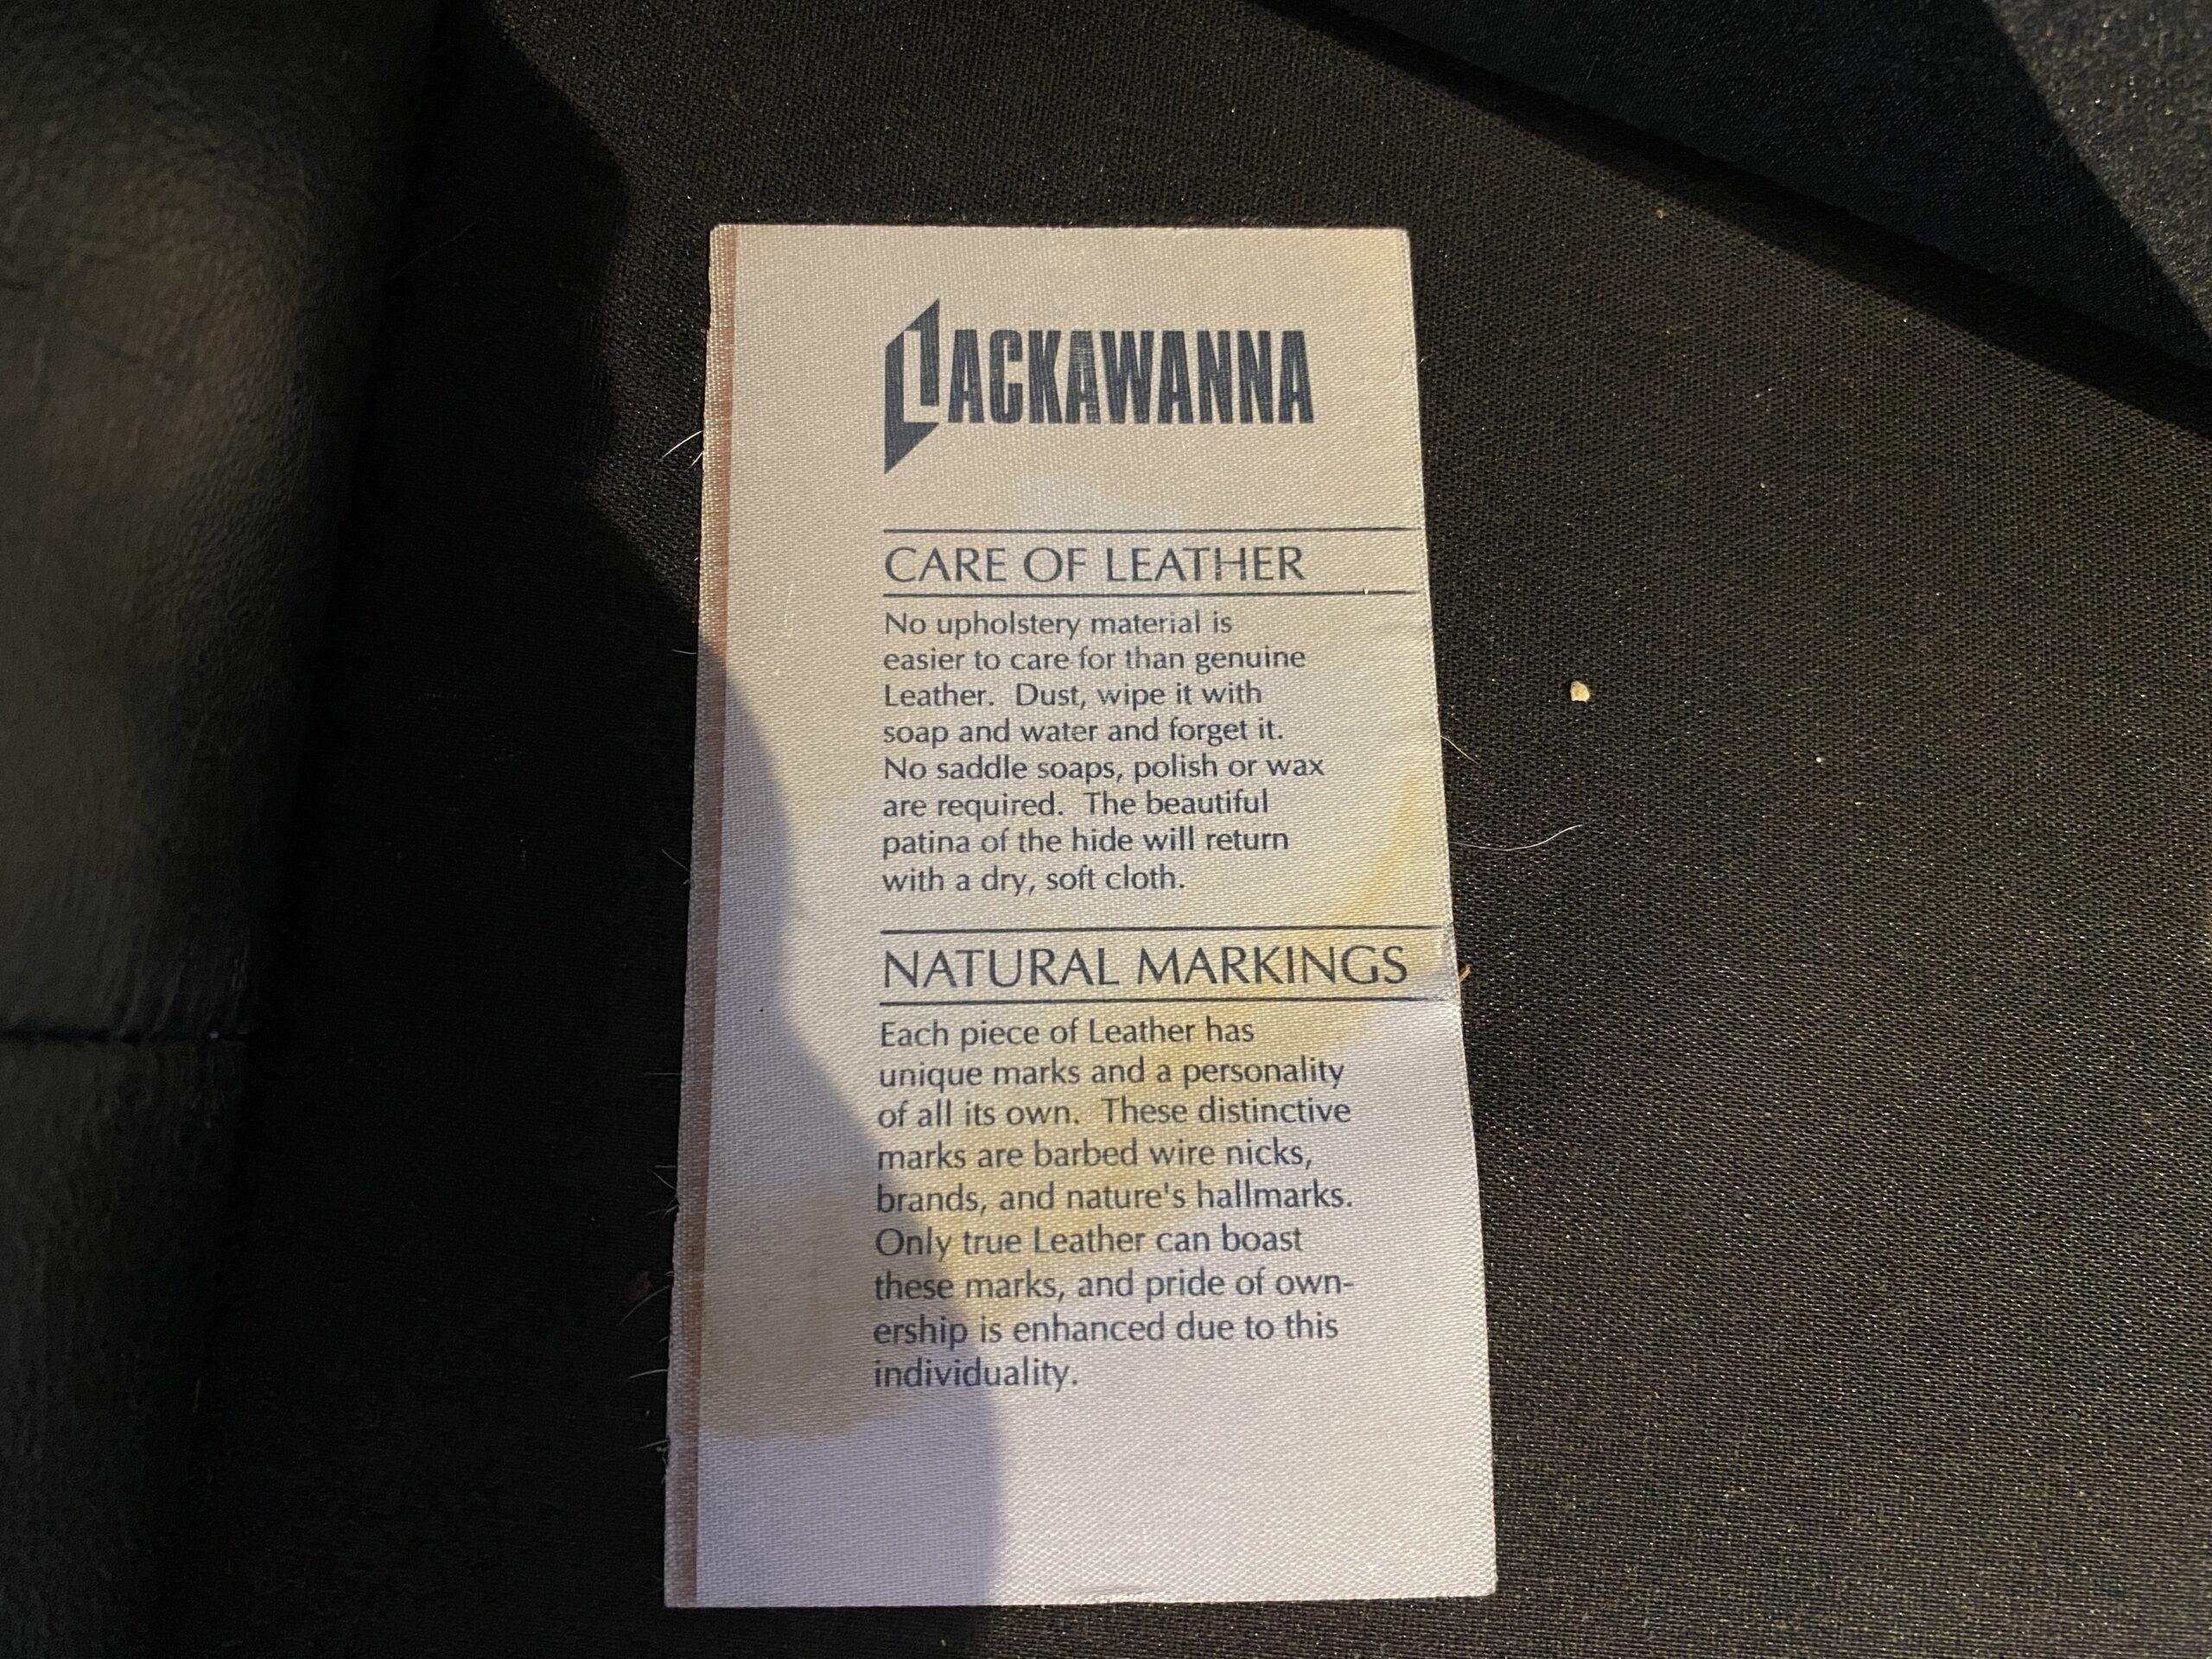 LACKAWANNA
CARE OF LEATHER
No upholstery material is
easier to care for than genuine
Leather. Dust, wipe it with
soap and water and forget it.
No saddle soaps, polish or wax
are required. The beautiful
patina of the hide will return
with a dry, soft cloth.
NATURAL MARKINGS
Each piece of Leather has
unique marks and a personality
of all its own. These distinctive
marks are barbed wire nicks,
brands, and nature's hallmarks.
Only true Leather can boast
these marks, and pride of own-
ership is enhanced due to this
individuality.